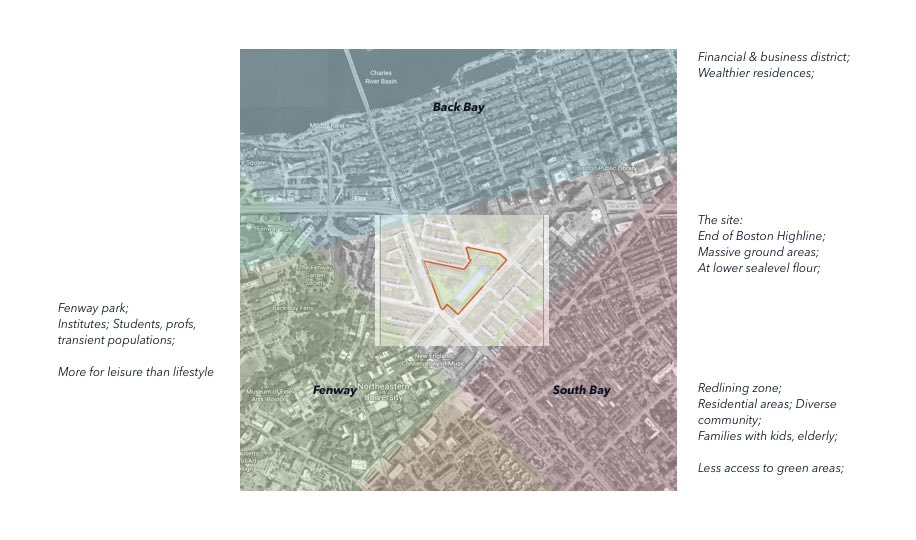 Financial & business district;
Wealthier residences;
Charles
River Basin
Back Bay
Boston Public Library
The site:
End of Boston Highline;
Massive ground areas;
At lower sealevel flour;
Fenway Park
The Fenway
Garden
Society
Back Bay Fens
Fenway park;
Institutes; Students, profs,
transient populations;
More for leisure than lifestyle
New England
Conservatory of Music
Museum of Fine
Arts, Boston
Fenway
Northeastern
University
South Bay
Redlining zone;
Residential areas; Diverse
community;
Families with kids, elderly;
Less access to green areas;